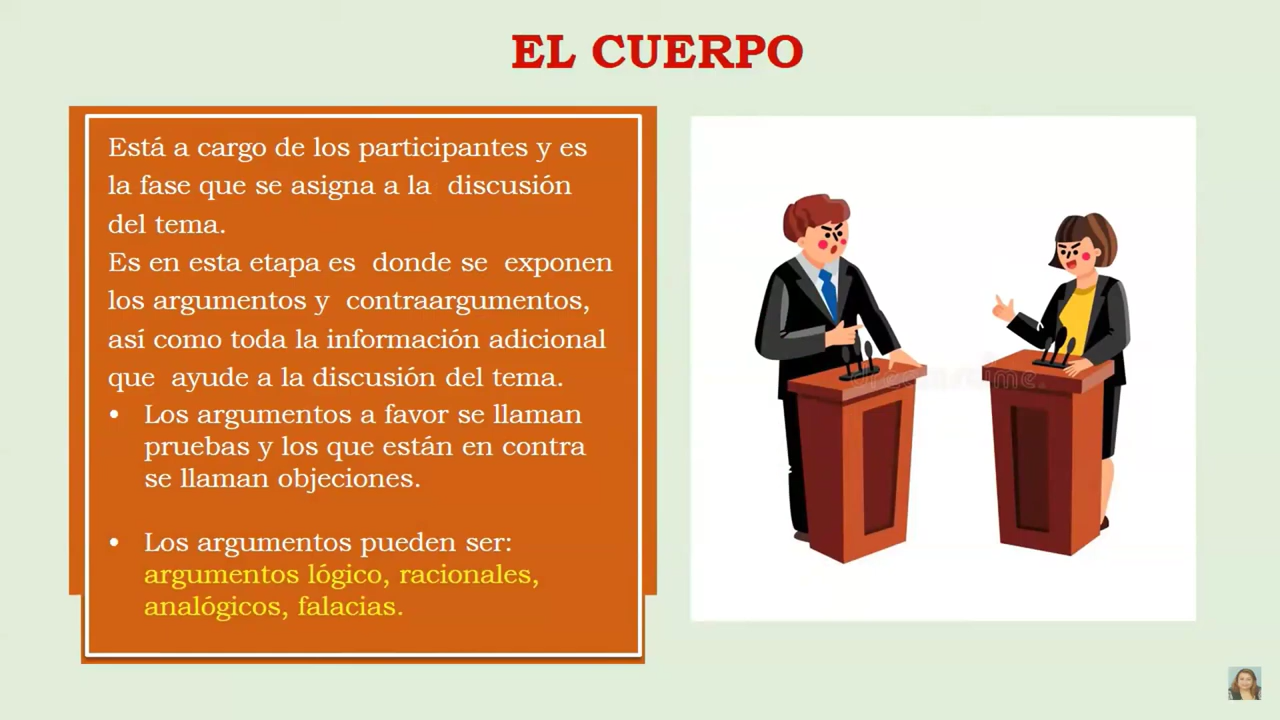 EL CUERPO
Está a cargo de los participantes y es
la fase que se asigna a la discusión
del tema.
Es en esta etapa es donde se exponen
los argumentos y contraargumentos,
así como toda la información adicional
que ayude a la discusión del tema.
• Los argumentos a favor se llaman
pruebas y los que están en contra
se llaman objeciones.
• Los argumentos pueden ser:
argumentos lógico, racionales,
analógicos, falacias.
dreamstime.